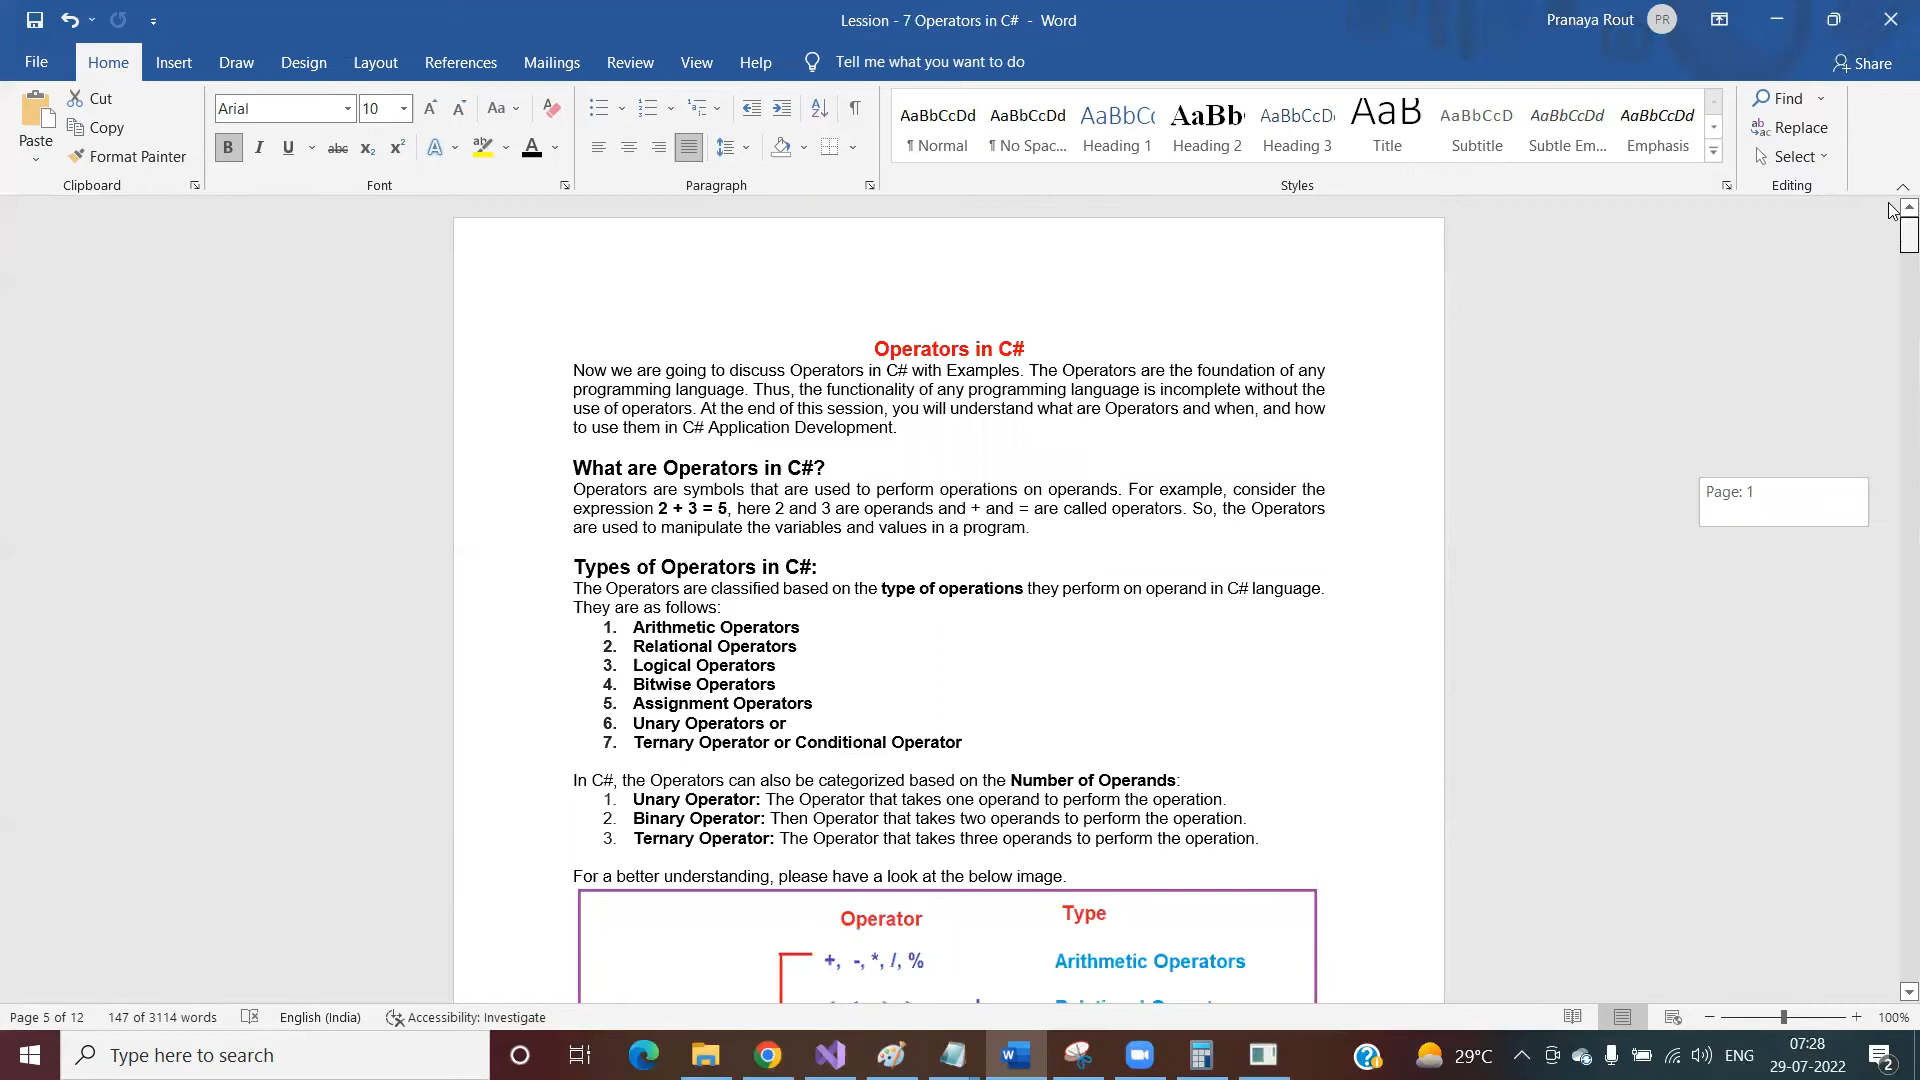 Lession - 7 Operators in C# - Word
Pranaya Rout PR
File Home Insert Draw Design Layout References Mailings Review View Help Tell me what you want to do Share
Paste
Cut
Copy
Format Painter
Clipboard
Arial 10
Font
Paragraph
AaBbCcDd AaBbCcDd AaBbC AaBb AaBbCcD AaB AaBbCcD AaBbCcDd AaBbCcDd
¶ Normal ¶ No Spac... Heading 1 Heading 2 Heading 3 Title Subtitle Subtle Em... Emphasis
Styles
Find
Replace
Select
Editing
Operators in C#
Now we are going to discuss Operators in C# with Examples. The Operators are the foundation of any
programming language. Thus, the functionality of any programming language is incomplete without the
use of operators. At the end of this session, you will understand what are Operators and when, and how
to use them in C# Application Development.
What are Operators in C#?
Operators are symbols that are used to perform operations on operands. For example, consider the
expression 2 + 3 = 5, here 2 and 3 are operands and + and = are called operators. So, the Operators
are used to manipulate the variables and values in a program.
Types of Operators in C#:
The Operators are classified based on the type of operations they perform on operand in C# language.
They are as follows:
1. Arithmetic Operators
2. Relational Operators
3. Logical Operators
4. Bitwise Operators
5. Assignment Operators
6. Unary Operators or
7. Ternary Operator or Conditional Operator
In C#, the Operators can also be categorized based on the Number of Operands:
1. Unary Operator: The Operator that takes one operand to perform the operation.
2. Binary Operator: Then Operator that takes two operands to perform the operation.
3. Ternary Operator: The Operator that takes three operands to perform the operation.
For a better understanding, please have a look at the below image.
Operator Type
+, -, *, /, % Arithmetic Operators
Page: 1
Page 5 of 12 147 of 3114 words English (India) Accessibility: Investigate 100%
Type here to search
29°C ENG
07:28
29-07-2022
2